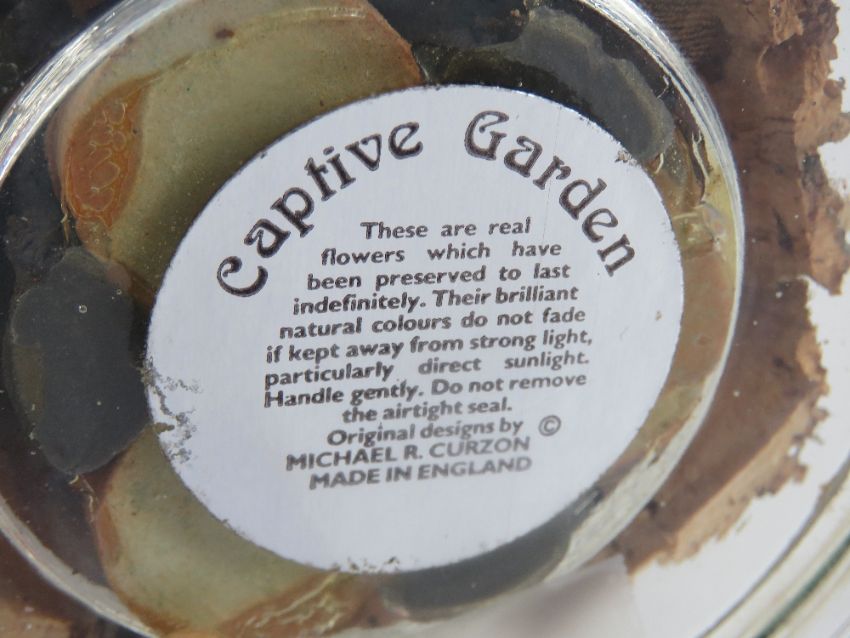 Captive Garden
These are real
flowers which have
been preserved to last
indefinitely. Their brilliant
natural colours do not fade
if kept away from strong light,
particularly direct sunlight.
Handle gently. Do not remove
the airtight seal.
Original designs by ©
MICHAEL R. CURZON
MADE IN ENGLAND